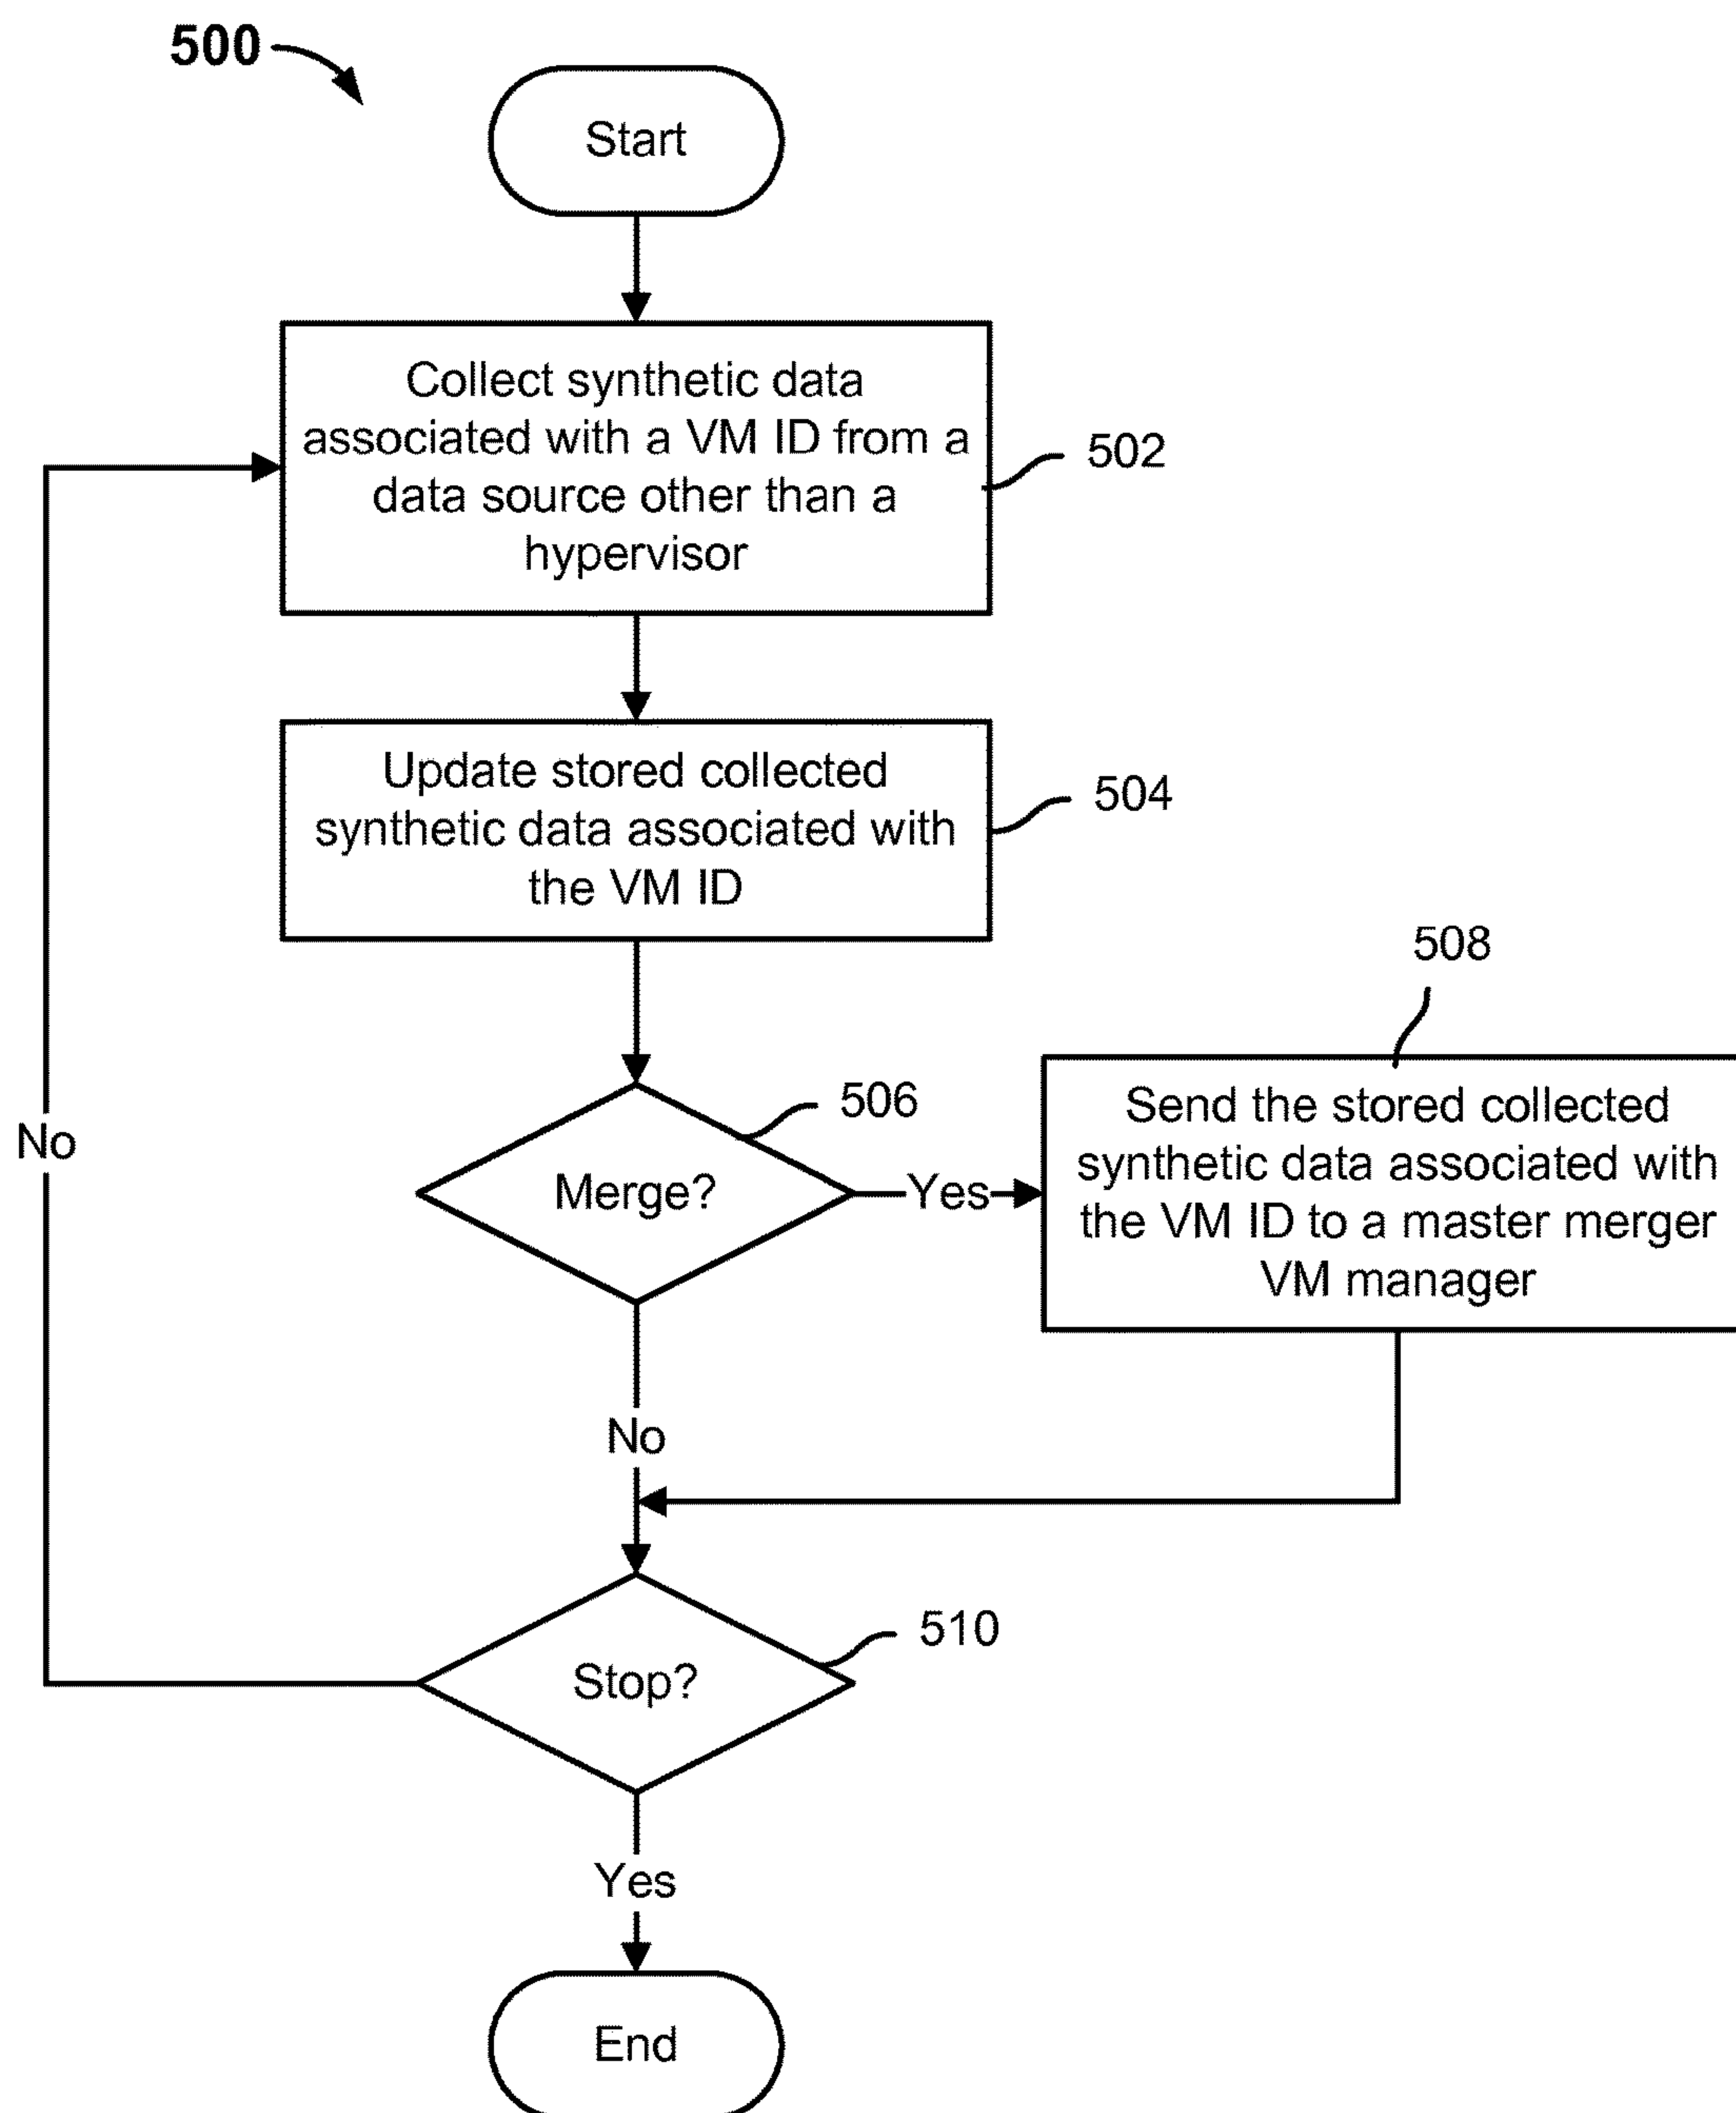 500
Start
Collect synthetic data
associated with a VM ID from a
data source other than a
hypervisor
502
Update stored collected
synthetic data associated with
the VM ID
504
508
506
Merge?
Yes
Send the stored collected
synthetic data associated with
the VM ID to a master merger
VM manager
No
No
510
Stop?
Yes
End